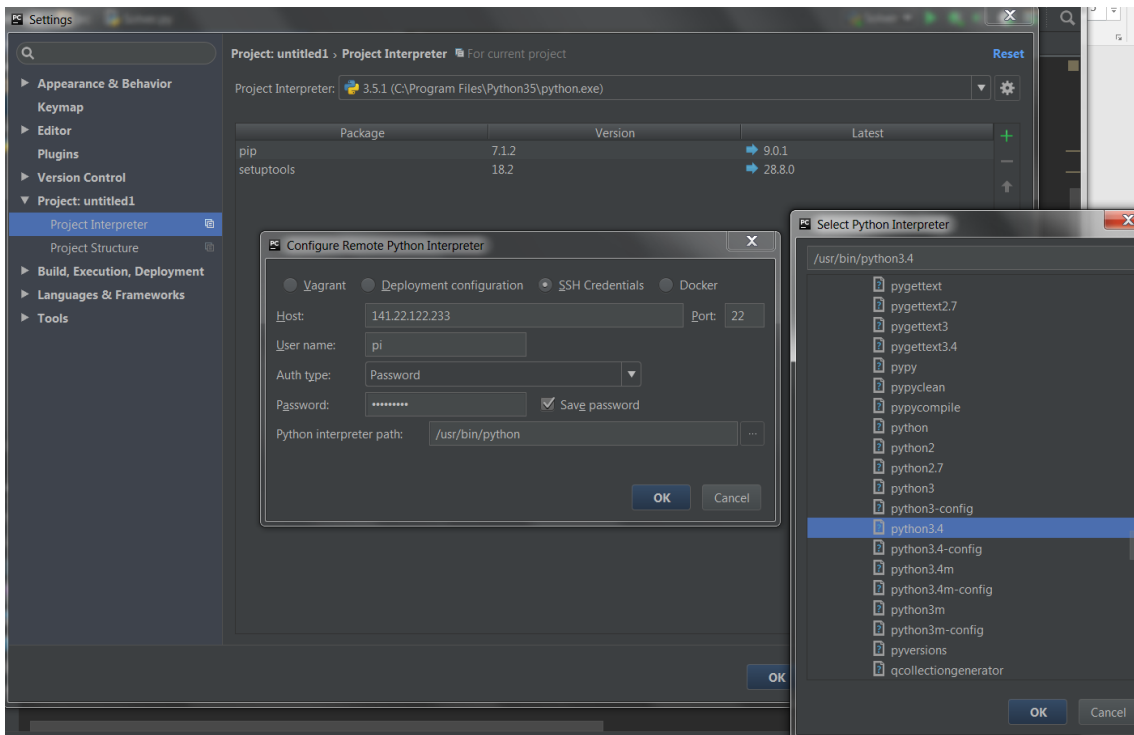 Settings
Project: untitled1 › Project Interpreter For current project Reset
Appearance & Behavior
Keymap
Editor
Plugins
Version Control
Project: untitled1
Project Interpreter
Project Structure
Build, Execution, Deployment
Languages & Frameworks
Tools
Project Interpreter: 3.5.1 (C:\Program Files\Python35\python.exe)
Package Version Latest
pip 7.1.2 9.0.1
setuptools 18.2 28.8.0
Configure Remote Python Interpreter
Vagrant Deployment configuration SSH Credentials Docker
Host: 141.22.122.233 Port: 22
User name: pi
Auth type: Password
Password: ••••••••• Save password
Python interpreter path: /usr/bin/python ...
OK Cancel
OK
Select Python Interpreter
/usr/bin/python3.4
pygettext
pygettext2.7
pygettext3
pygettext3.4
pypy
pypyclean
pypycompile
python
python2
python2.7
python3
python3-config
python3.4
python3.4-config
python3.4m
python3.4m-config
python3m
python3m-config
pyversions
qcollectiongenerator
OK Cancel